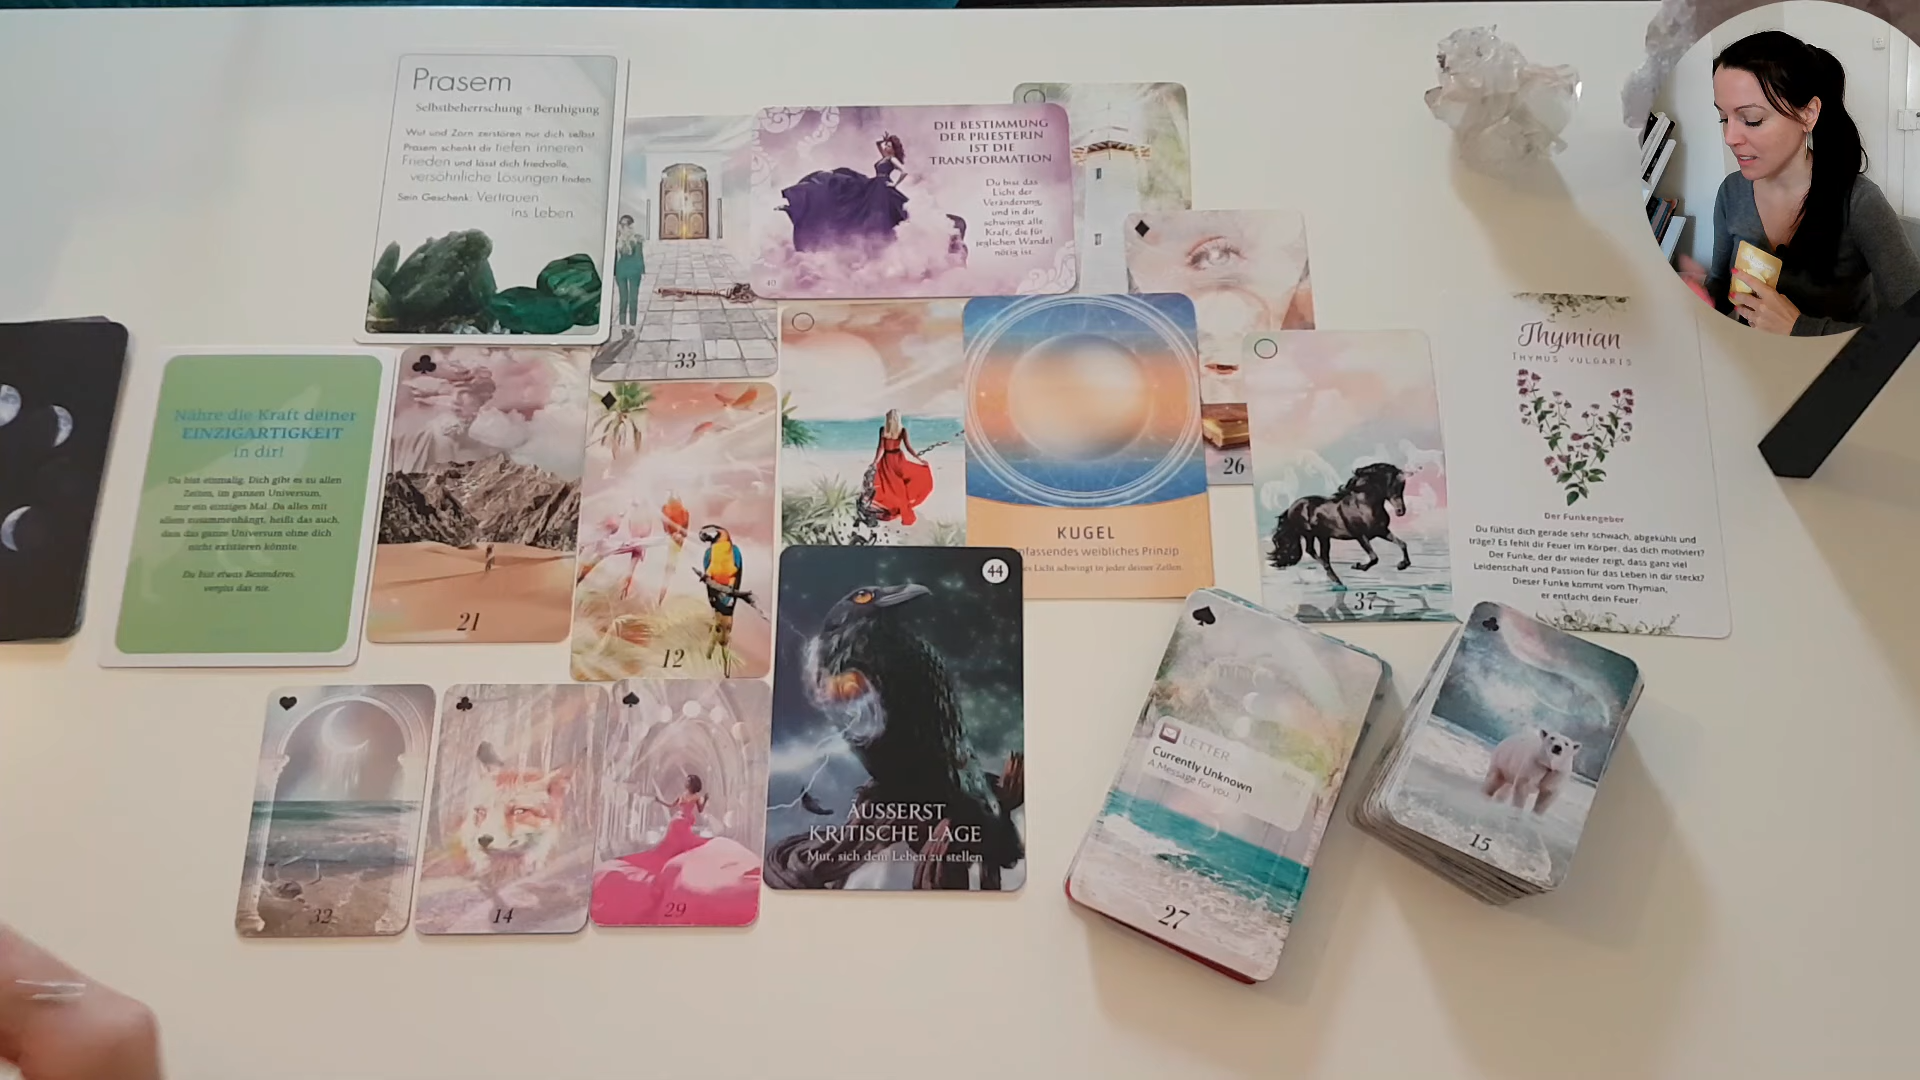 Prasem
Selbstbeherrschung - Beruhigung
Wut und Zorn zerstören nur dich selbst.
Prasem schenkt dir tiefen inneren
Frieden und lässt dich friedvolle,
versöhnliche Lösungen finden.
Sein Geschenk: Vertrauen
ins Leben
33
DIE BESTIMMUNG
DER PRIESTERIN
IST DIE
TRANSFORMATION
Du bist das
Licht der
Veränderung,
und in dir
schwingt alle
Kraft, die für
jeglichen Wandel
nötig ist.
40
26
Nähre die Kraft deiner
EINZIGARTIGKEIT
in dir!
Du bist einmalig. Dich gibt es zu allen
Zeiten, im ganzen Universum,
nur ein einziges Mal. Da alles mit
allem zusammenhängt, heißt das auch,
dass das ganze Universum ohne dich
nicht existieren könnte.
Du bist etwas Besonderes,
vergiss das nie.
21
12
KUGEL
mfassendes weibliches Prinzip
es Licht schwingt in jeder deiner Zellen.
37
Thymian
THYMUS VULGARIS
Der Funkengeber
Du fühlst dich gerade sehr schwach, abgekühlt und
träge? Es fehlt dir Feuer im Körper, das dich motiviert?
Der Funke, der dir wieder zeigt, dass ganz viel
Leidenschaft und Passion für das Leben in dir steckt?
Dieser Funke kommt vom Thymian,
er entfacht dein Feuer.
32
14
29
44
ÄUSSERST
KRITISCHE LAGE
Mut, sich dem Leben zu stellen
LETTER
Currently Unknown
A Message for you :)
27
15